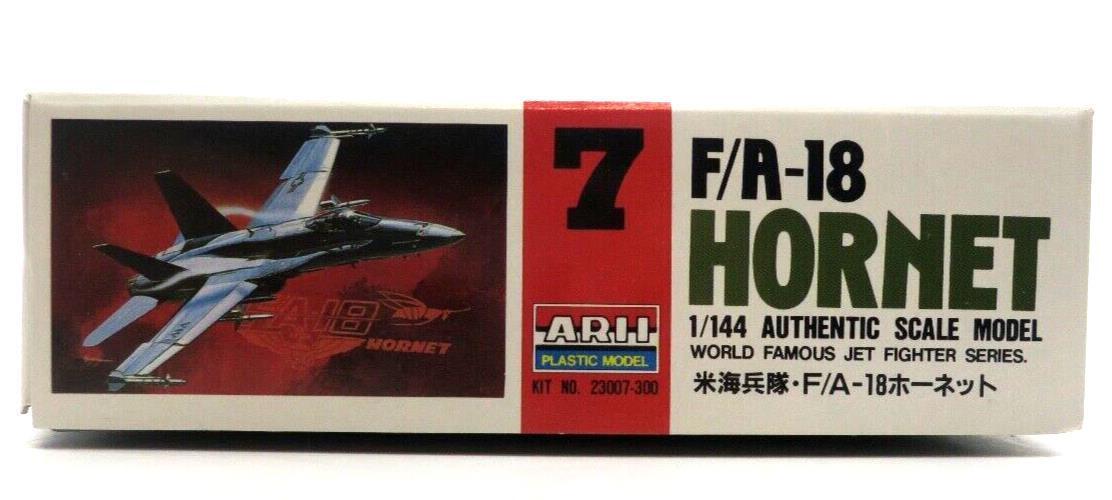 A-18
HORNET
7
ARII
PLASTIC MODEL
KIT NO. 23007-300
F/A-18
HORNET
1/144 AUTHENTIC SCALE MODEL
WORLD FAMOUS JET FIGHTER SERIES.
米海兵隊・F/A-18ホーネット